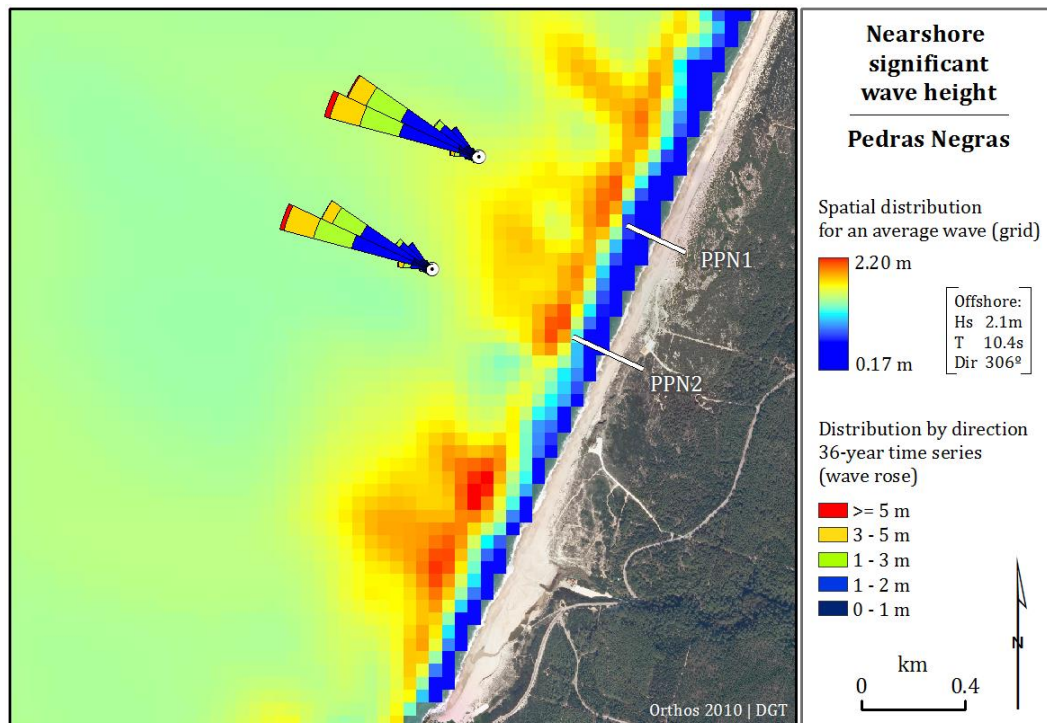 PPN1
PPN2
Orthos 2010 | DGT
Nearshore
significant
wave height
Pedras Negras
Spatial distribution
for an average wave (grid)
2.20 m
0.17 m
Offshore:
Hs 2.1m
T 10.4s
Dir 306º
Distribution by direction
36-year time series
(wave rose)
>= 5 m
3 - 5 m
1 - 3 m
1 - 2 m
0 - 1 m
N
km
0 0.4